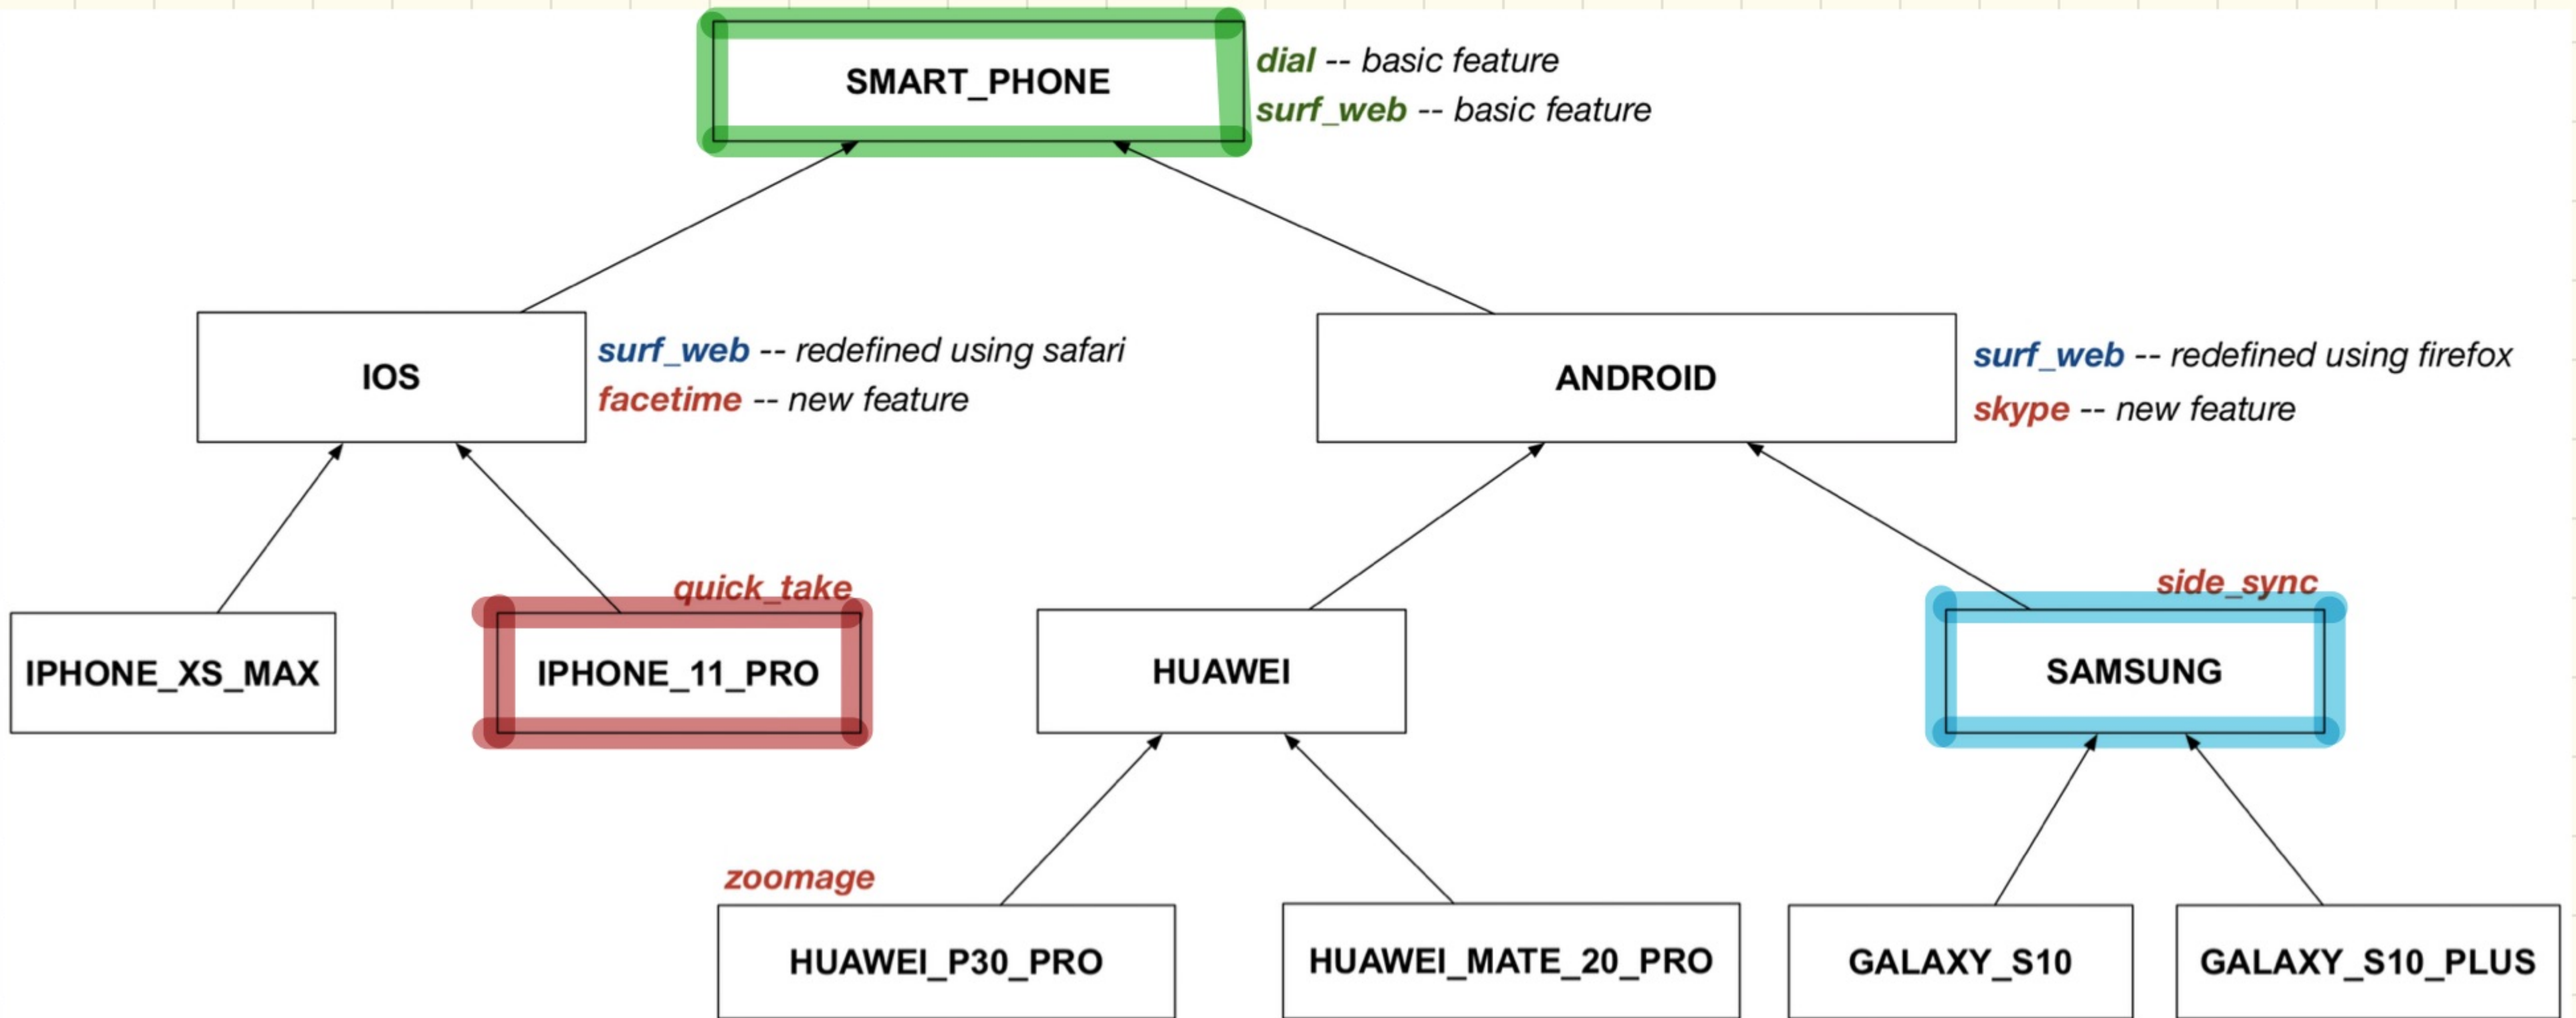 SMART_PHONE
dial -- basic feature
surf_web -- basic feature
IOS
surf_web -- redefined using safari
facetime -- new feature
ANDROID
surf_web -- redefined using firefox
skype -- new feature
IPHONE_XS_MAX
quick_take
IPHONE_11_PRO
HUAWEI
side_sync
SAMSUNG
zoomage
HUAWEI_P30_PRO
HUAWEI_MATE_20_PRO
GALAXY_S10
GALAXY_S10_PLUS